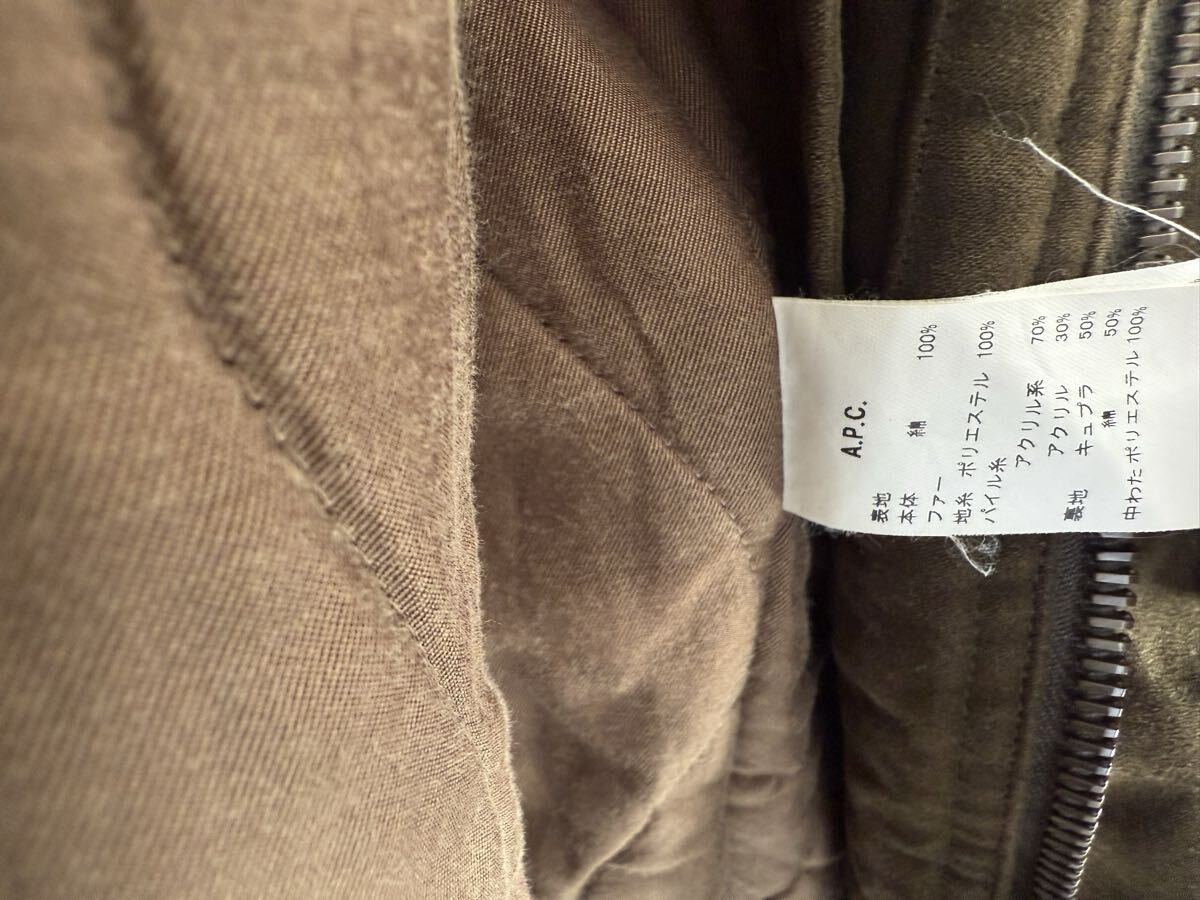 A.P.C.
表地
本体 綿 100%
ファー
地糸 ポリエステル 100%
パイル糸
アクリル系 70%
アクリル 30%
裏地 キュプラ 50%
綿 50%
中わた ポリエステル 100%